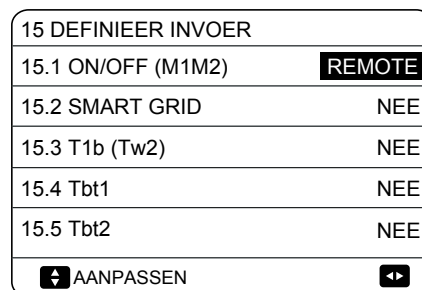 15 DEFINIEER INVOER
15.1 ON/OFF (M1M2) REMOTE
15.2 SMART GRID NEE
15.3 T1b (Tw2) NEE
15.4 Tbt1 NEE
15.5 Tbt2 NEE
AANPASSEN